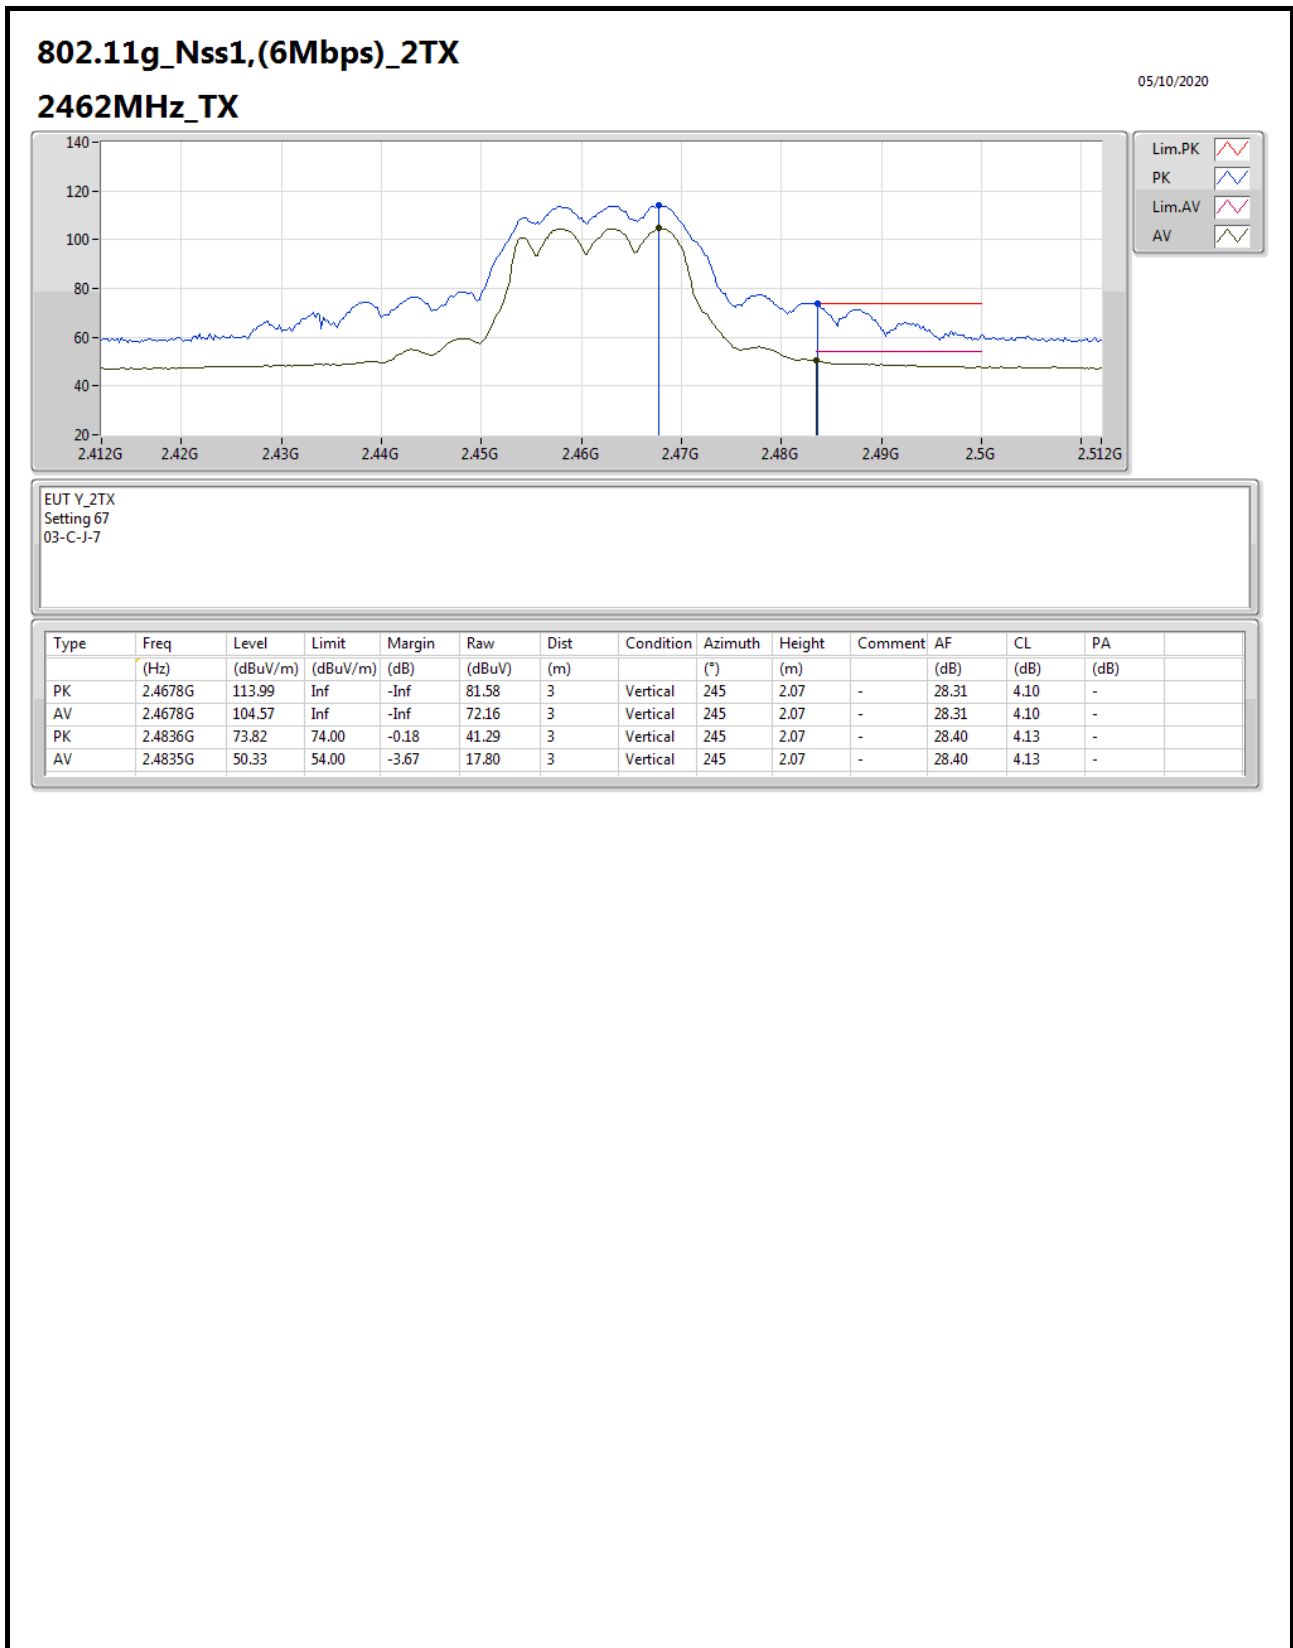 802.11g_Nss1,(6Mbps)_2TX
05/10/2020
2462MHz_TX
140
120
100
80
60
40
20
2.412G 2.42G 2.43G 2.44G 2.45G 2.46G 2.47G 2.48G 2.49G 2.5G 2.512G
Lim.PK
PK
Lim.AV
AV
EUT Y_2TX
Setting 67
03-C-J-7
Type Freq Level Limit Margin Raw Dist Condition Azimuth Height Comment AF CL PA
(Hz) (dBuV/m) (dBuV/m) (dB) (dBuV) (m) (°) (m) (dB) (dB) (dB)
PK 2.4678G 113.99 Inf -Inf 81.58 3 Vertical 245 2.07 - 28.31 4.10 -
AV 2.4678G 104.57 Inf -Inf 72.16 3 Vertical 245 2.07 - 28.31 4.10 -
PK 2.4836G 73.82 74.00 -0.18 41.29 3 Vertical 245 2.07 - 28.40 4.13 -
AV 2.4835G 50.33 54.00 -3.67 17.80 3 Vertical 245 2.07 - 28.40 4.13 -